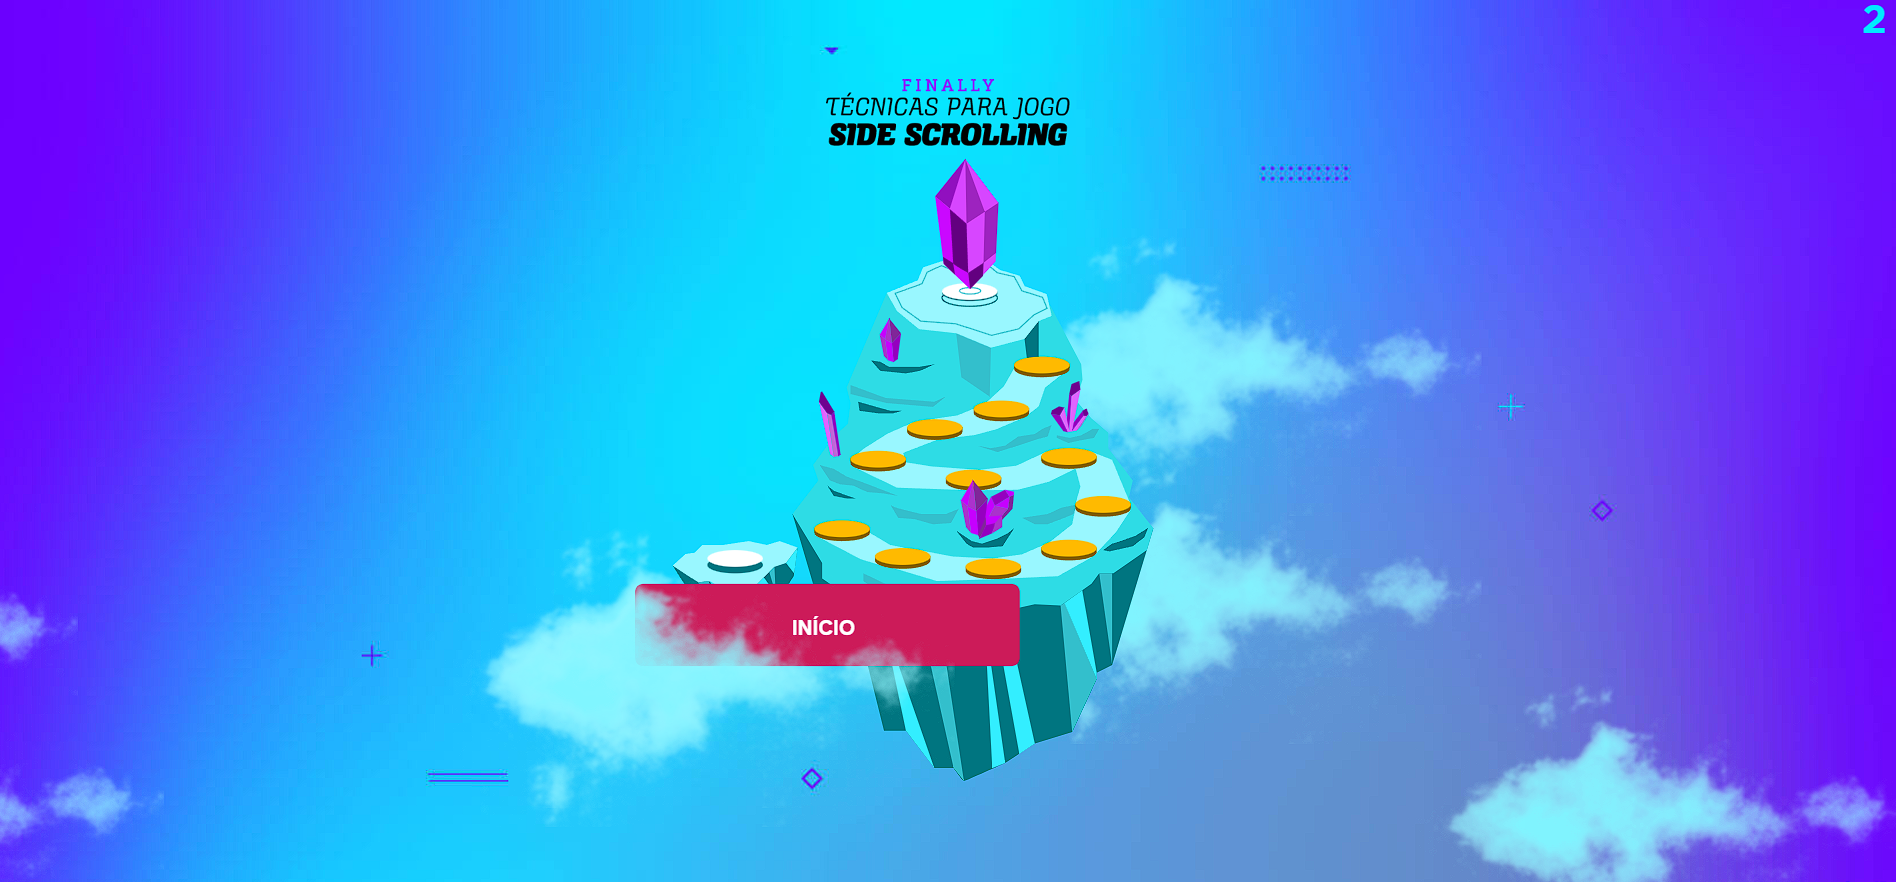 2
FINALLY
TÉCNICAS PARA JOGO
SIDE SCROLLING
INÍCIO